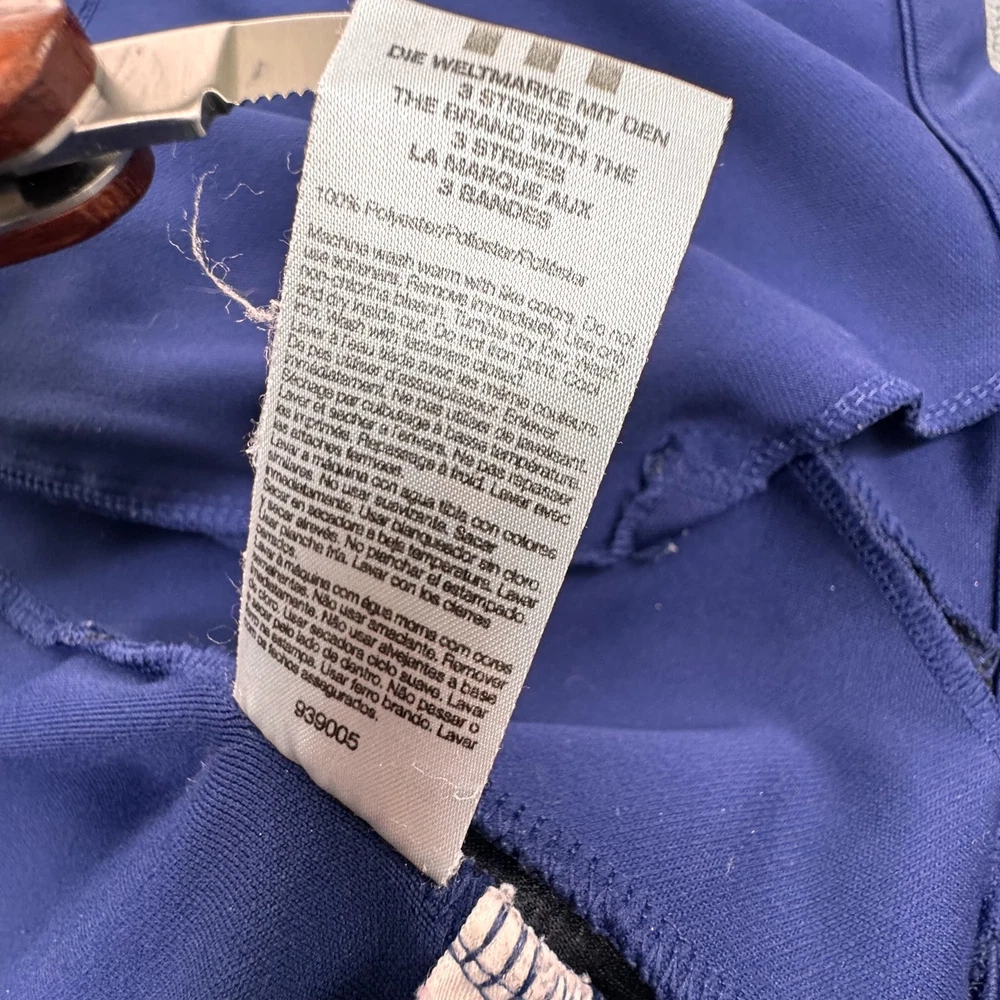 DIE WELTMARKE MIT DEN
3 STREIFEN
THE BRAND WITH THE
3 STRIPES
LA MARQUE AUX
3 BANDES
100% Polyester/Poliester/Poliéster
Machine wash warm with like colors. Do not
use softener. Remove immediately. Use only
non-chlorine bleach. Tumble dry low. Wash
and dry inside out. Do not iron print. Cool
iron. Wash with fasteners closed.
Laver à l'eau tiède avec les même couleurs.
Ne pas utiliser d'assouplisseur. Enlever
immédiatement. Ne pas utiliser de javellisant.
Séchage par culbutage à basse température.
Laver et sécher à l'envers. Ne pas repasser
les imprimés. Repassage à froid. Laver avec
les attaches fermées.
Lavar a máquina con agua tibia con colores
similares. No usar suavizante. Sacar
inmediatamente. Usar blanqueador sin cloro
Secar en secadora a baja temperatura. Lavar
y secar al revés. No planchar el estampado.
Usar plancha fría. Lavar con los cierres
cerrados.
Lavar à máquina com água morna com cores
semelhantes. Não usar amaciante. Remover
imediatamente. Não usar alvejantes a base
de cloro. Usar secadora ciclo suave. Lavar
e secar pelo lado de dentro. Não passar o
ferro na estampa. Usar ferro brando. Lavar
com os fechos assegurados.
939005